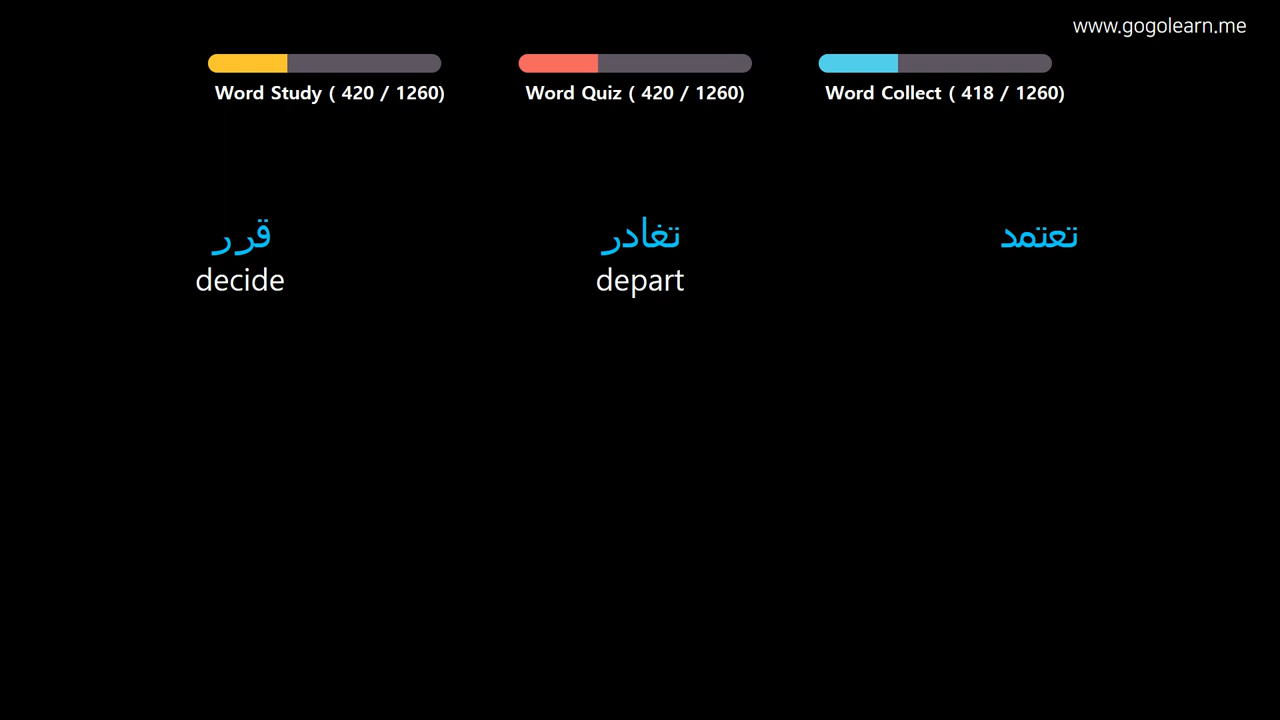 www.gogolearn.me
Word Study ( 420 / 1260)
Word Quiz ( 420 / 1260)
Word Collect ( 418 / 1260)
قرر
decide
تغادر
depart
تعتمد